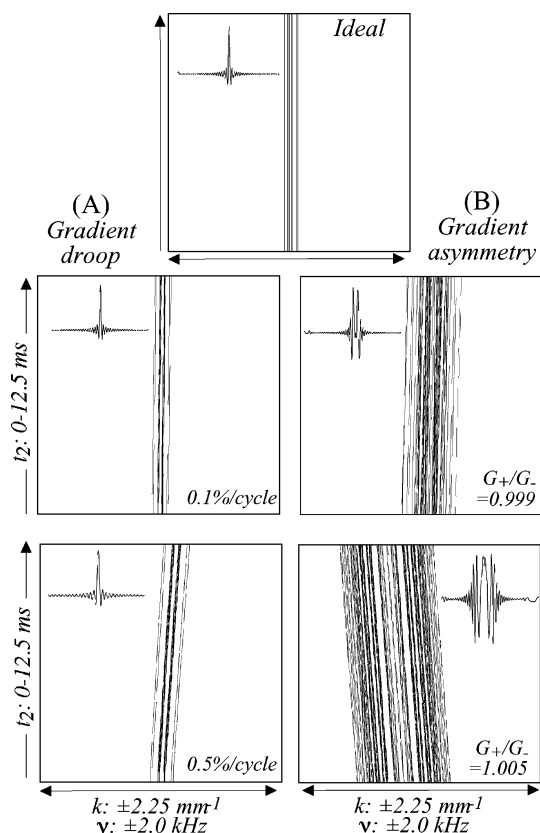 Ideal
(A)
Gradient
droop
(B)
Gradient
asymmetry
t2: 0-12.5 ms
0.1%/cycle
G+/G-
=0.999
t2: 0-12.5 ms
0.5%/cycle
G+/G-
=1.005
k: ±2.25 mm-1
ν: ±2.0 kHz
k: ±2.25 mm-1
ν: ±2.0 kHz